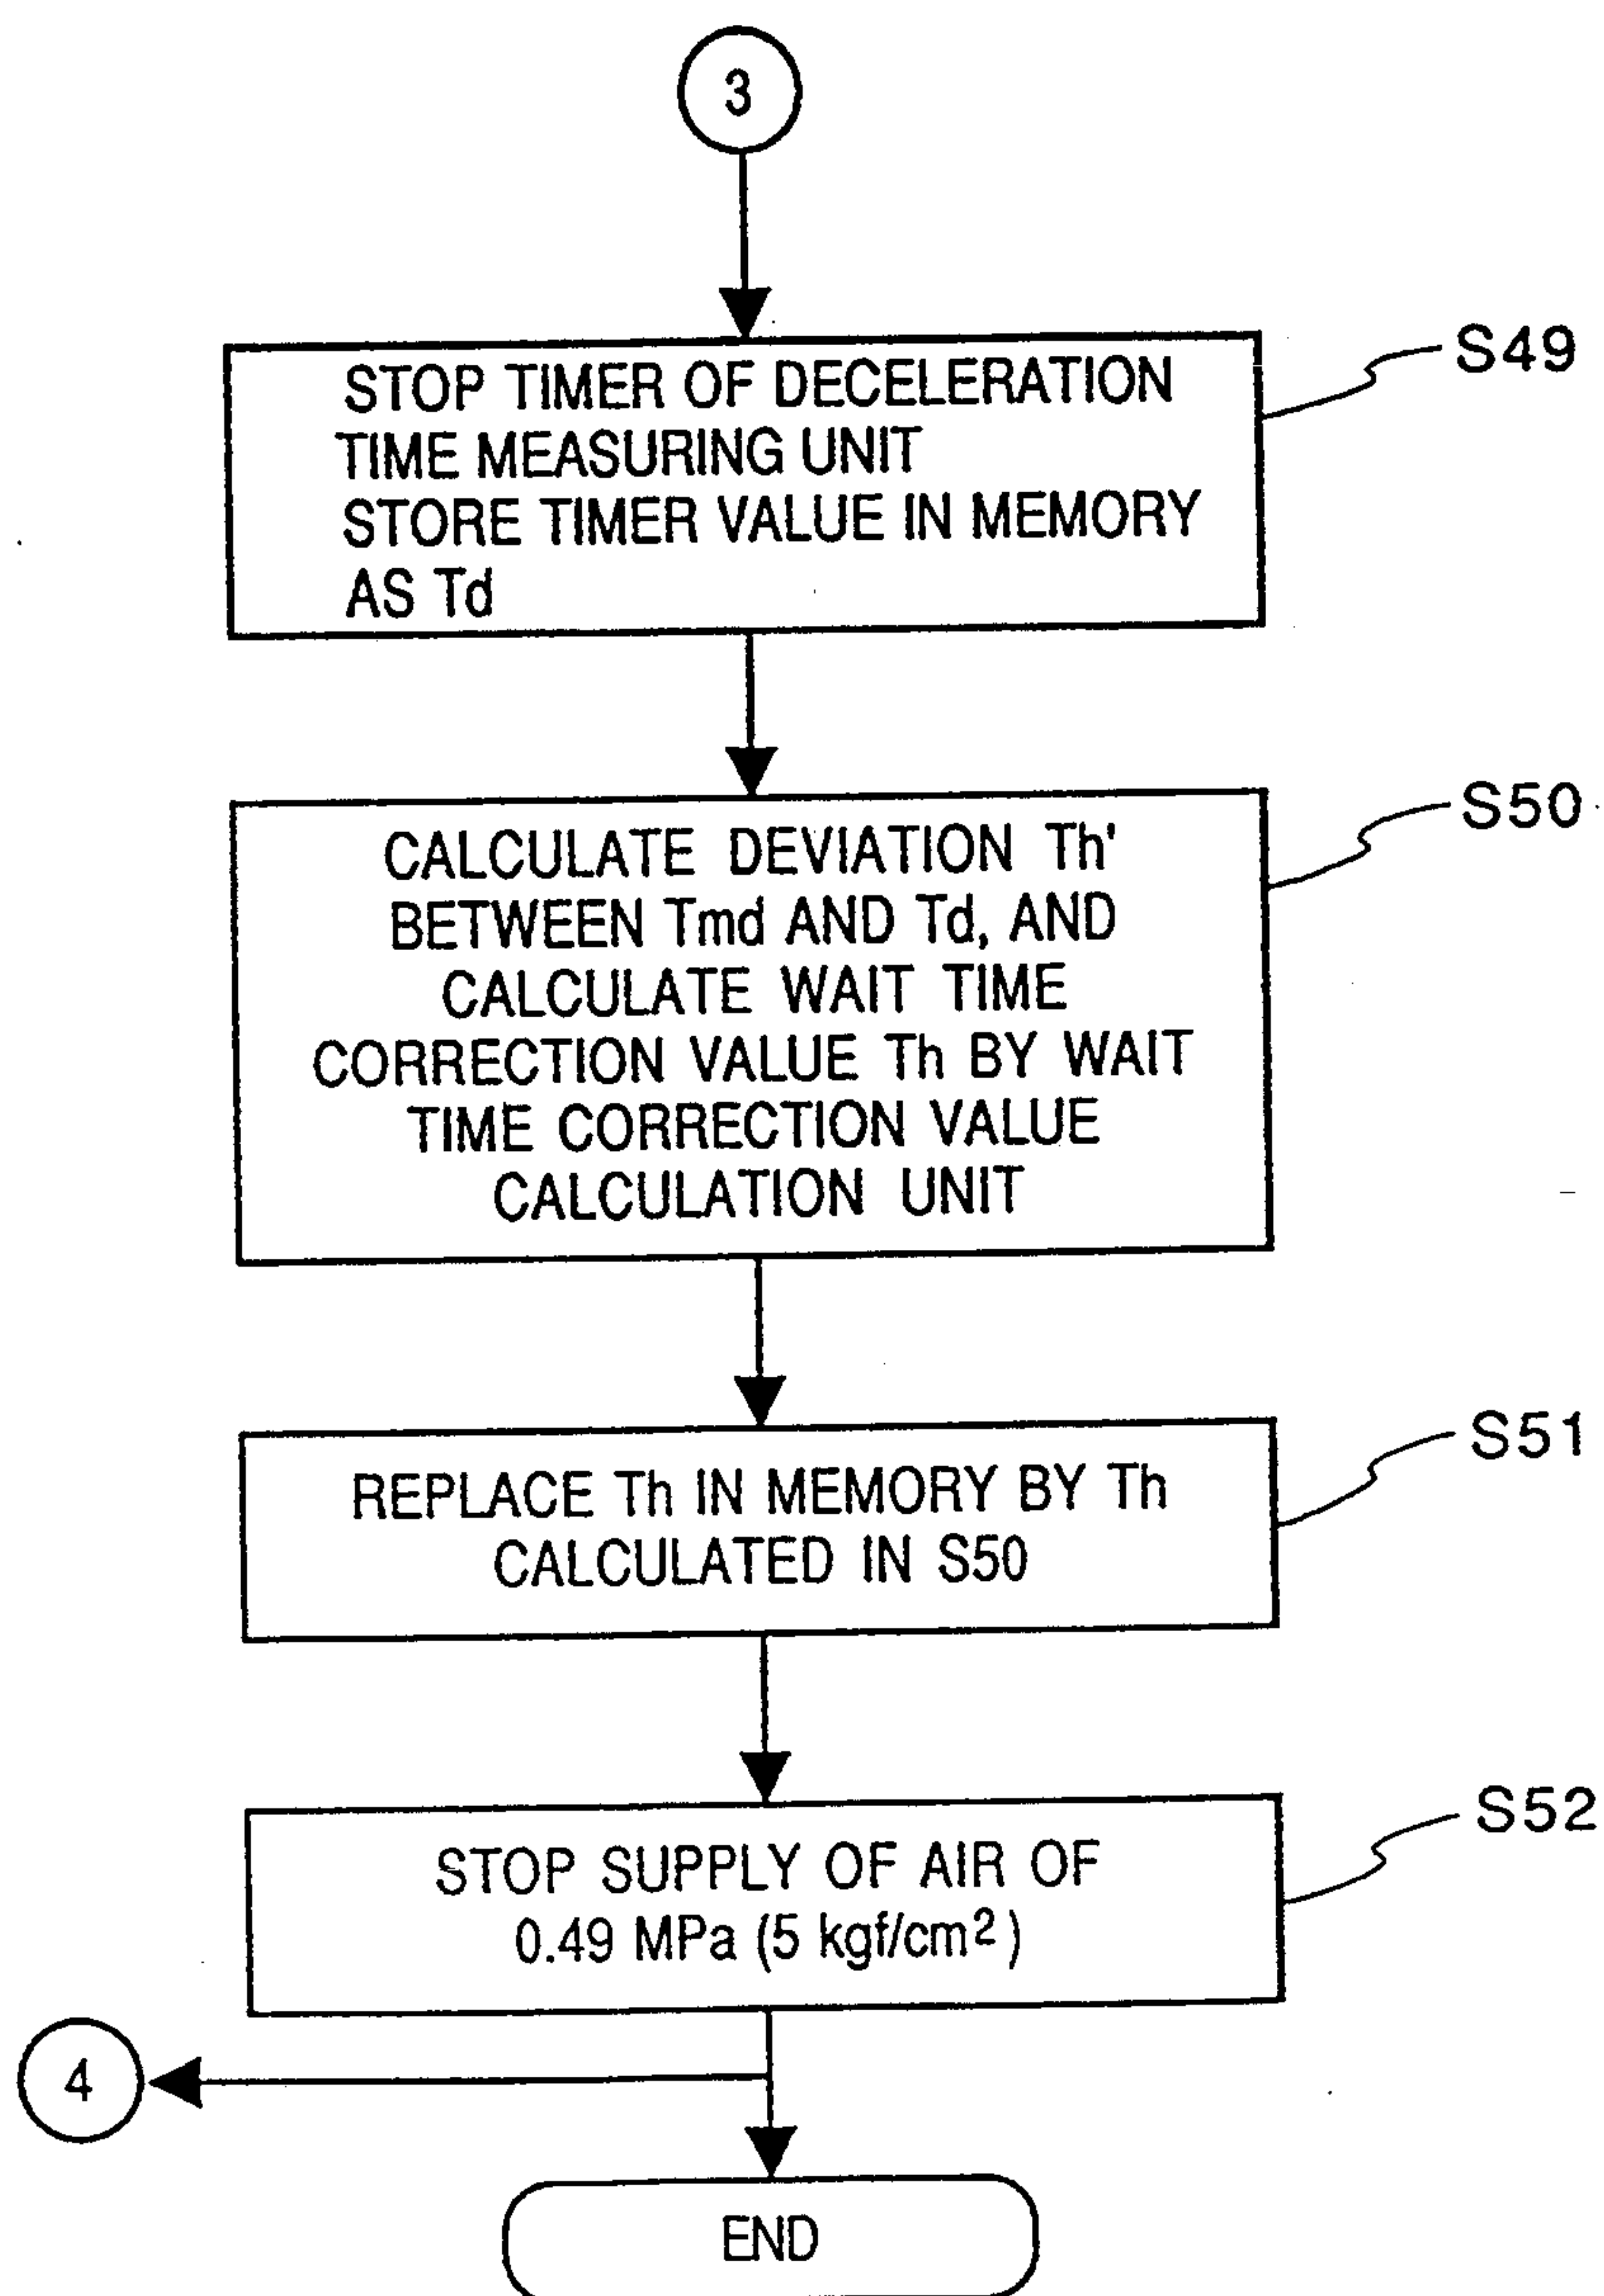 3
STOP TIMER OF DECELERATION
TIME MEASURING UNIT
STORE TIMER VALUE IN MEMORY
AS Td
S49
CALCULATE DEVIATION Th'
BETWEEN Tmd AND Td, AND
CALCULATE WAIT TIME
CORRECTION VALUE Th BY WAIT
TIME CORRECTION VALUE
CALCULATION UNIT
S50
REPLACE Th IN MEMORY BY Th
CALCULATED IN S50
S51
STOP SUPPLY OF AIR OF
0.49 MPa (5 kgf/cm²)
S52
4
END